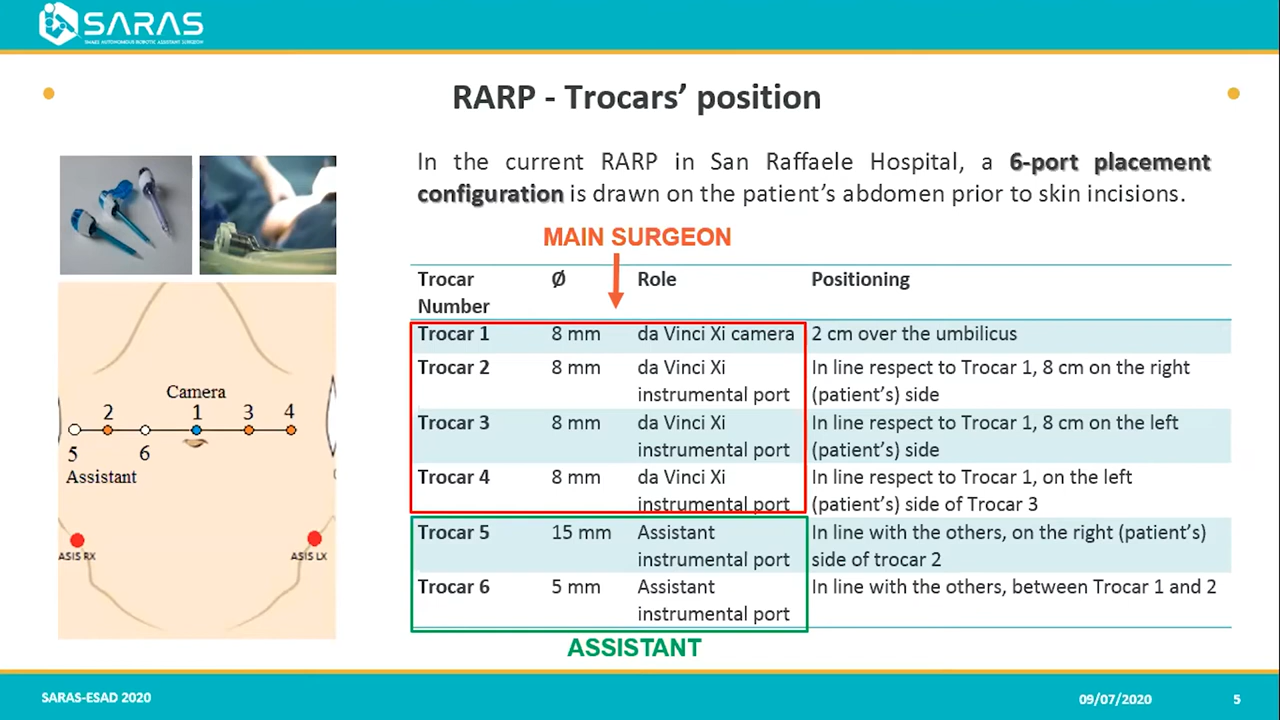 SARAS
SMART AUTONOMOUS ROBOTIC ASSISTANT SURGEON
RARP - Trocars’ position
In the current RARP in San Raffaele Hospital, a 6-port placement
configuration is drawn on the patient’s abdomen prior to skin incisions.
MAIN SURGEON
Trocar Number Ø Role Positioning
Trocar 1 8 mm da Vinci Xi camera 2 cm over the umbilicus
Trocar 2 8 mm da Vinci Xi instrumental port In line respect to Trocar 1, 8 cm on the right (patient’s) side
Trocar 3 8 mm da Vinci Xi instrumental port In line respect to Trocar 1, 8 cm on the left (patient’s) side
Trocar 4 8 mm da Vinci Xi instrumental port In line respect to Trocar 1, on the left (patient’s) side of Trocar 3
Trocar 5 15 mm Assistant instrumental port In line with the others, on the right (patient’s) side of trocar 2
Trocar 6 5 mm Assistant instrumental port In line with the others, between Trocar 1 and 2
ASSISTANT
Camera
2 1 3 4
5 6
Assistant
ASIS RX ASIS LX
SARAS-ESAD 2020 09/07/2020 5